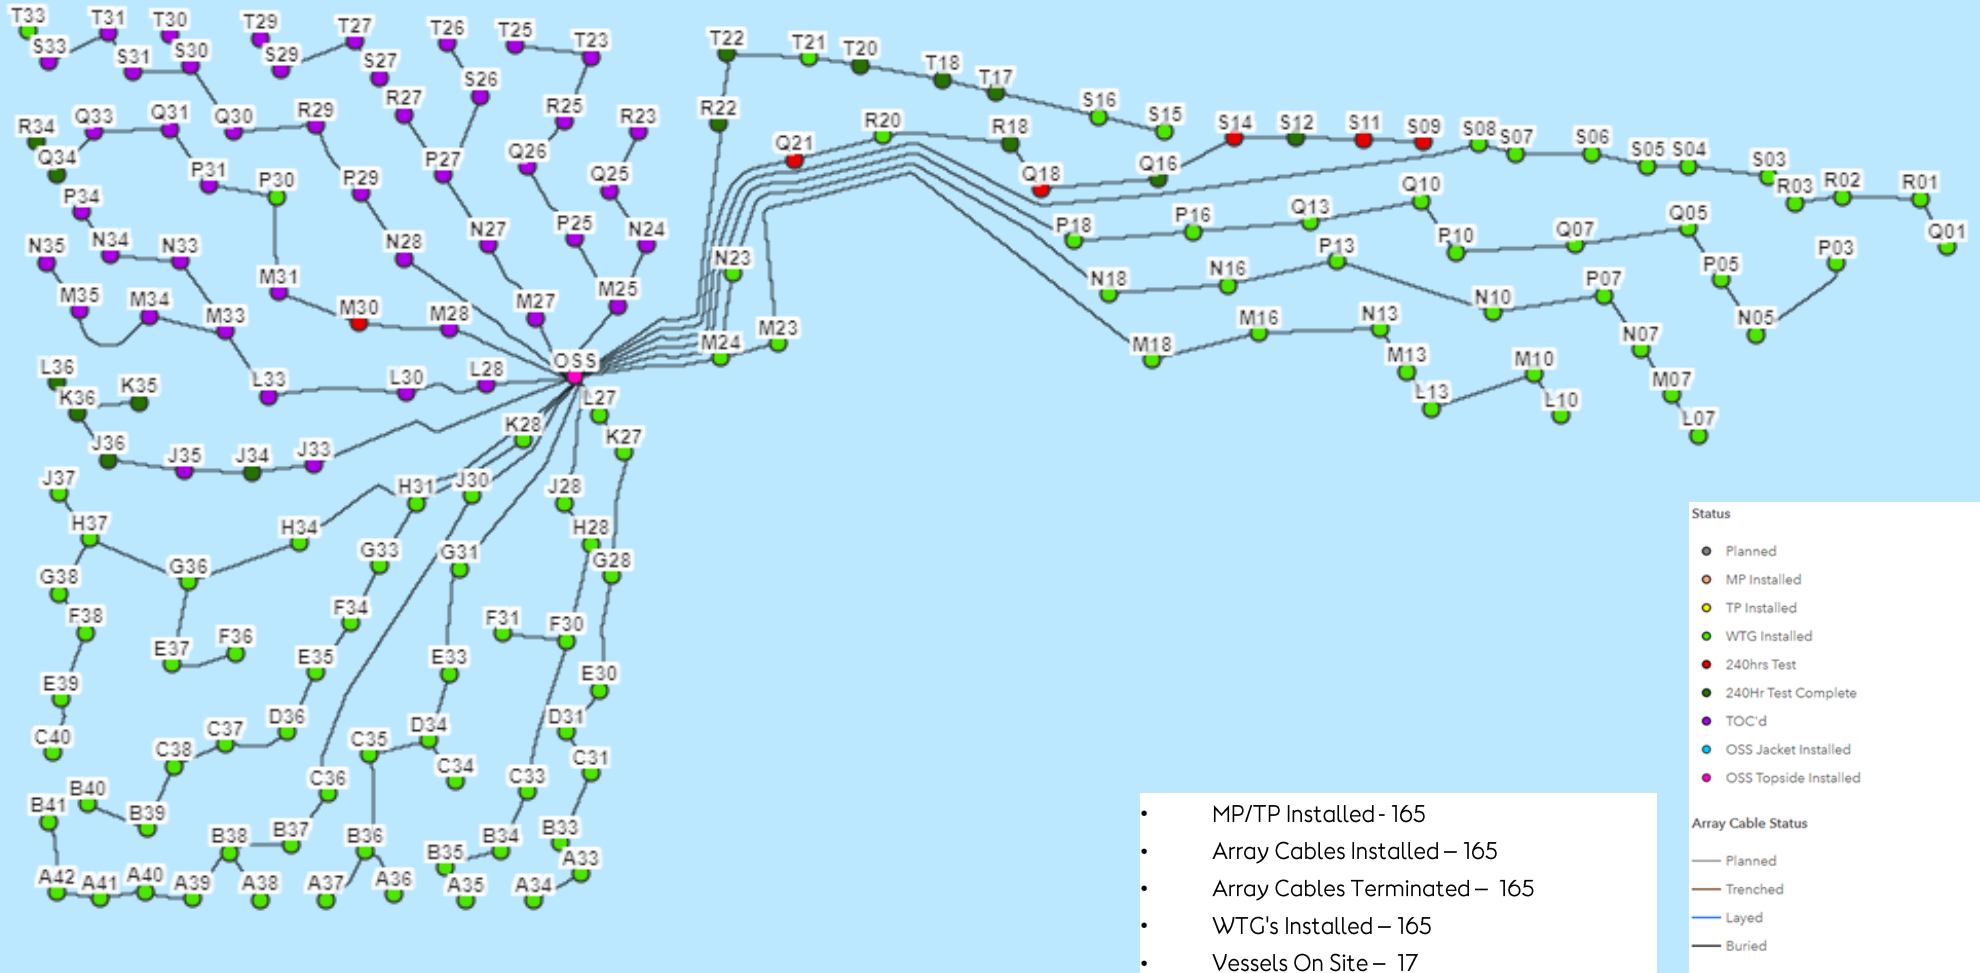 T33
T31
T30
T29
T27
T26
T25
T23
T22
T21
T20
T18
T17
S33
S31
S30
S29
S27
S26
R34
Q33
Q31
Q30
R29
R27
R25
R23
R22
Q21
R20
R18
S16
S15
S14
S12
S11
S09
S08
S07
S06
S05
S04
S03
R03
R02
R01
Q01
Q34
P31
P30
P29
P27
Q26
Q25
Q18
Q16
P34
N34
N33
N35
N28
N27
P25
N24
N23
P18
P16
Q13
Q10
P10
Q07
Q05
P05
P03
N05
M35
M34
M33
M31
M30
M28
M27
M25
M24
M23
N18
N16
P13
N10
P07
N07
M07
L07
M18
M16
N13
M13
L13
M10
L10
OSS
L36
K36
K35
L33
L30
L28
L27
K28
K27
J36
J35
J34
J33
J37
H37
H34
H31
J30
J28
H28
G38
G36
G33
G31
G28
F38
F34
F31
F30
E37
F36
E35
E33
E30
E39
C40
C38
C37
D36
C35
D34
C34
D31
C36
C33
C31
B41
B40
B39
B38
B37
B36
B35
B34
B33
A42
A41
A40
A39
A38
A37
A36
A35
A34
A33
Status
Planned
MP Installed
TP Installed
WTG Installed
240hrs Test
240Hr Test Complete
TOC'd
OSS Jacket Installed
OSS Topside Installed
Array Cable Status
Planned
Trenched
Layed
Buried
• MP/TP Installed - 165
• Array Cables Installed – 165
• Array Cables Terminated – 165
• WTG's Installed – 165
• Vessels On Site – 17